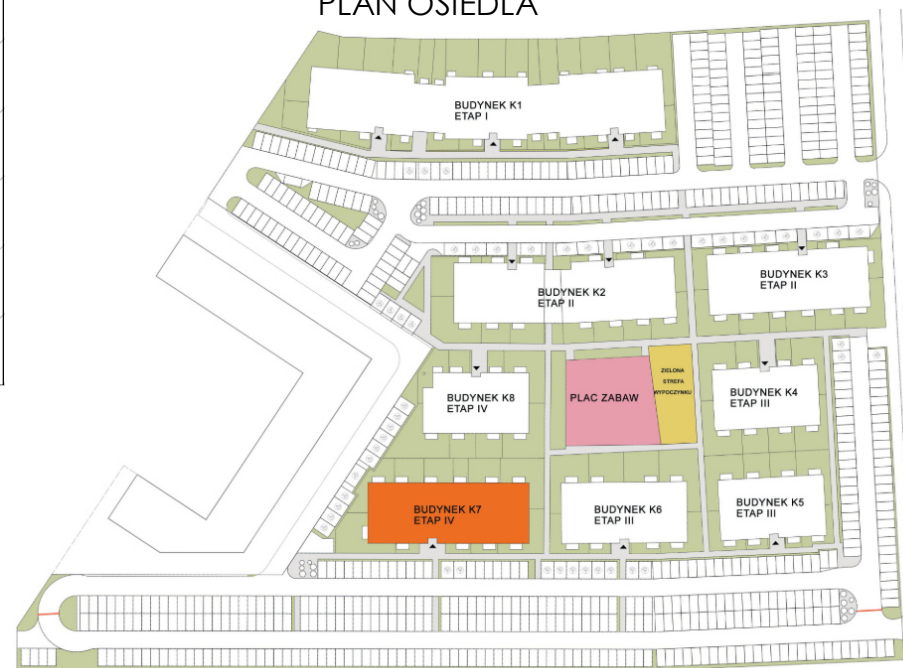 PLAN OSIEDLA
BUDYNEK K1
ETAP I
BUDYNEK K2
ETAP II
BUDYNEK K3
ETAP II
ZIELONA
STREFA
WYPOCZYNKU
PLAC ZABAW
BUDYNEK K4
ETAP III
BUDYNEK K8
ETAP IV
BUDYNEK K7
ETAP IV
BUDYNEK K6
ETAP III
BUDYNEK K5
ETAP III